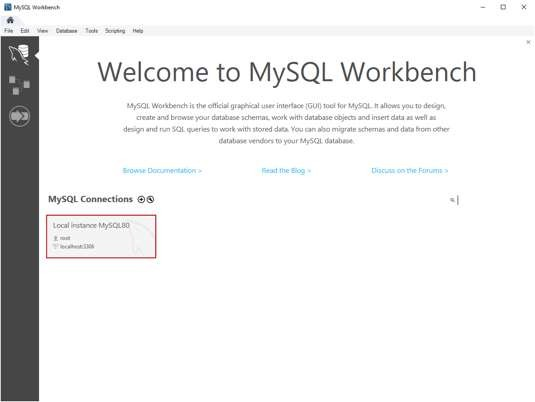 MySQL Workbench
File Edit View Database Tools Scripting Help
Welcome to MySQL Workbench
MySQL Workbench is the official graphical user interface (GUI) tool for MySQL. It allows you to design,
create and browse your database schemas, work with database objects and insert data as well as
design and run SQL queries to work with stored data. You can also migrate schemas and data from other
database vendors to your MySQL database.
Browse Documentation > Read the Blog > Discuss on the Forums >
MySQL Connections
Local instance MySQL80
root
localhost:3306